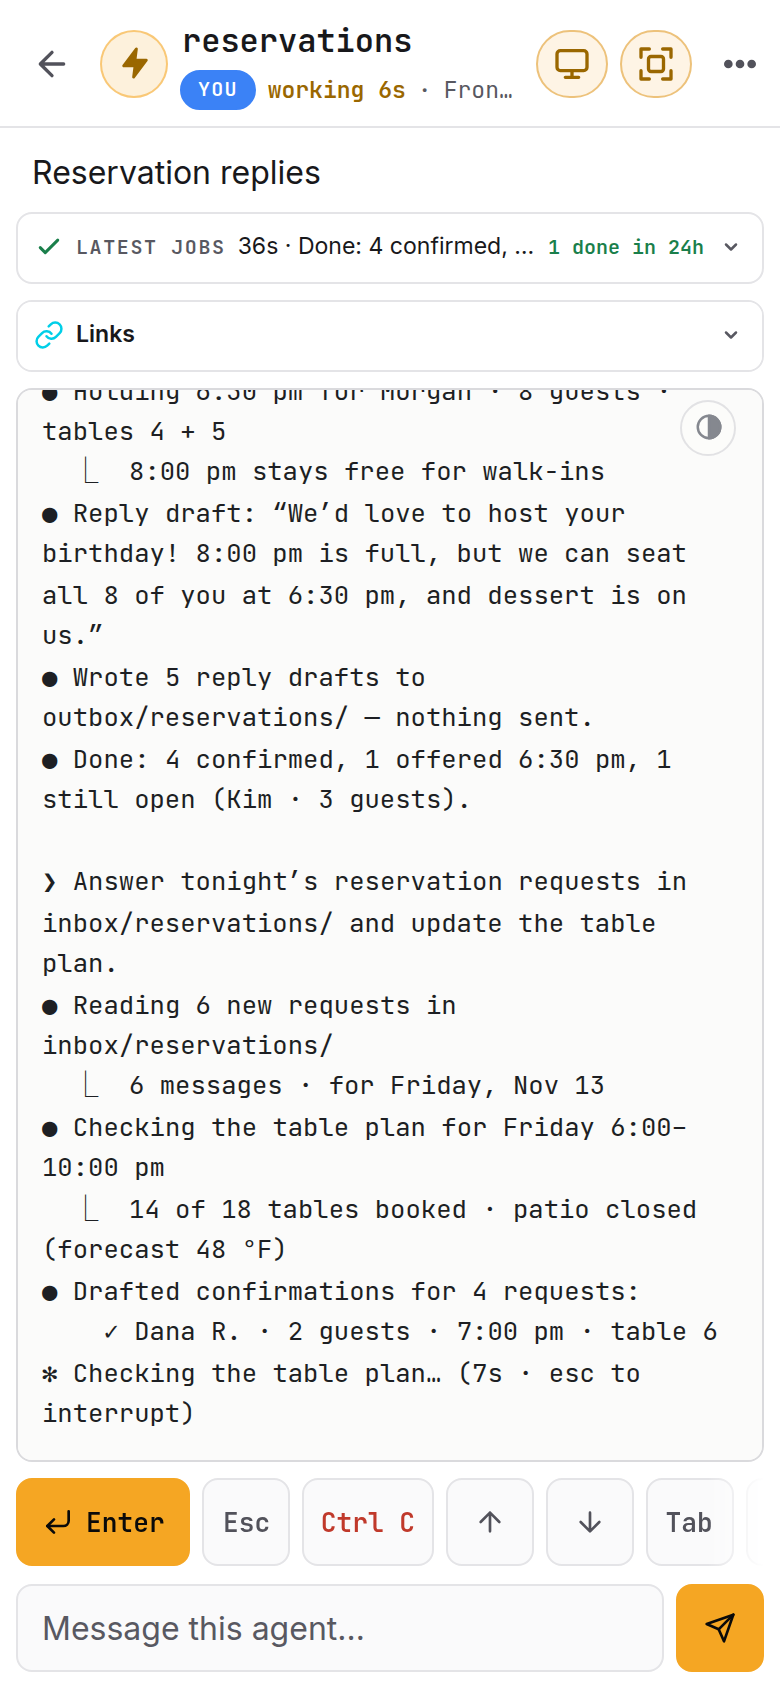 reservations
YOU working 6s · Fron…
Reservation replies
LATEST JOBS 36s · Done: 4 confirmed, … 1 done in 24h
Links
● Holding 6:30 pm for Morgan · 8 guests ·
tables 4 + 5
⎿ 8:00 pm stays free for walk-ins
● Reply draft: “We’d love to host your
birthday! 8:00 pm is full, but we can seat
all 8 of you at 6:30 pm, and dessert is on
us.”
● Wrote 5 reply drafts to
outbox/reservations/ — nothing sent.
● Done: 4 confirmed, 1 offered 6:30 pm, 1
still open (Kim · 3 guests).
❯ Answer tonight’s reservation requests in
inbox/reservations/ and update the table
plan.
● Reading 6 new requests in
inbox/reservations/
⎿ 6 messages · for Friday, Nov 13
● Checking the table plan for Friday 6:00–
10:00 pm
⎿ 14 of 18 tables booked · patio closed
(forecast 48 °F)
● Drafted confirmations for 4 requests:
✓ Dana R. · 2 guests · 7:00 pm · table 6
✻ Checking the table plan… (7s · esc to
interrupt)
Enter Esc Ctrl C ↑ ↓ Tab
Message this agent...